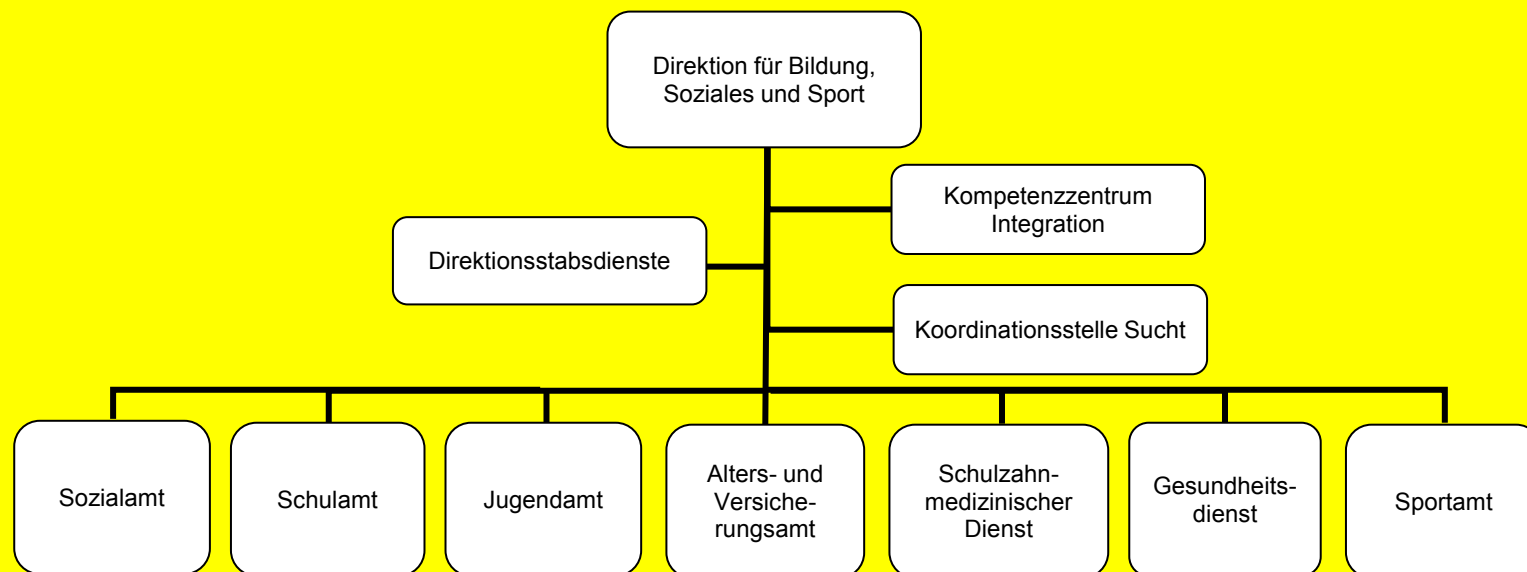 Direktion für Bildung,
Soziales und Sport
Kompetenzzentrum
Integration
Direktionsstabsdienste
Koordinationsstelle Sucht
Sozialamt
Schulamt
Jugendamt
Alters- und
Versiche-
rungsamt
Schulzahn-
medizinischer
Dienst
Gesundheits-
dienst
Sportamt